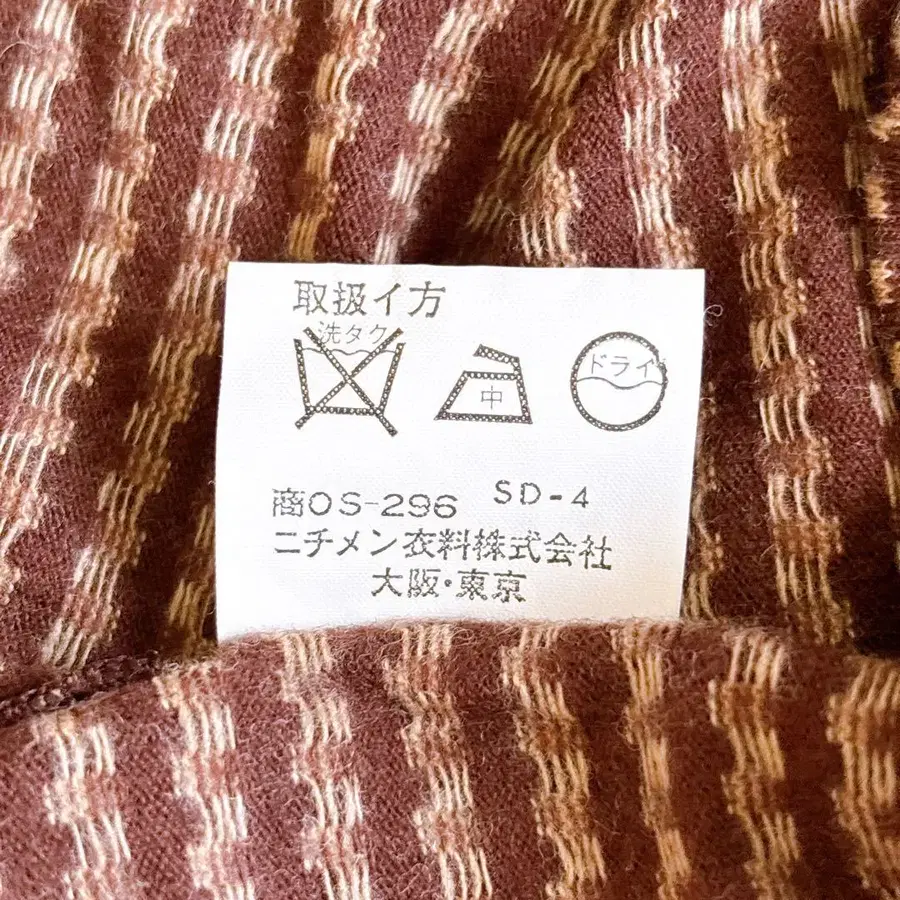 取扱イ方
洗タク
中
ドライ
商OS-296 SD-4
ニチメン衣料株式会社
大阪・東京